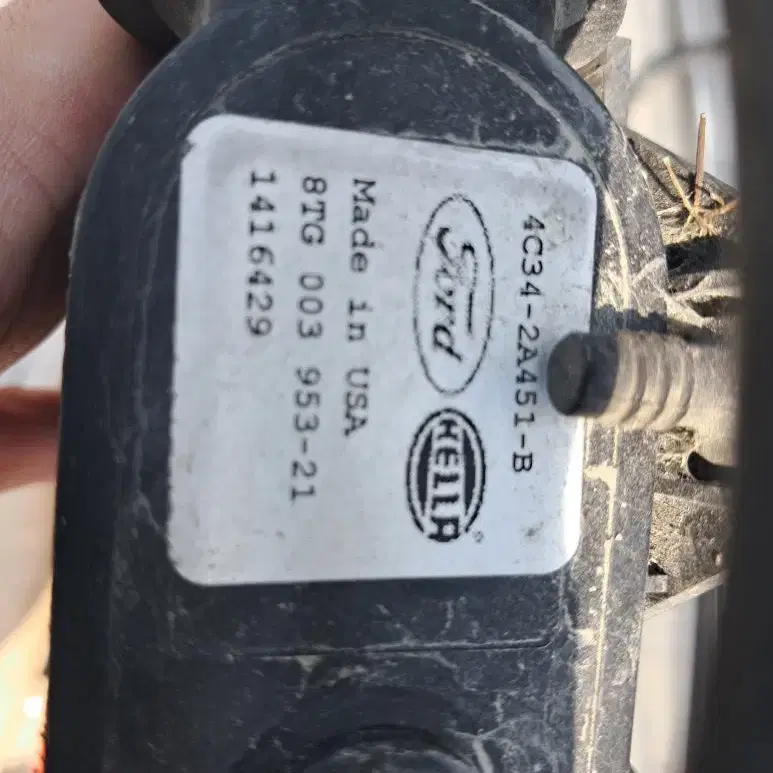 4C34-2A451-B
Ford HELLA
Made in USA
8TG 003 953-21
1416429